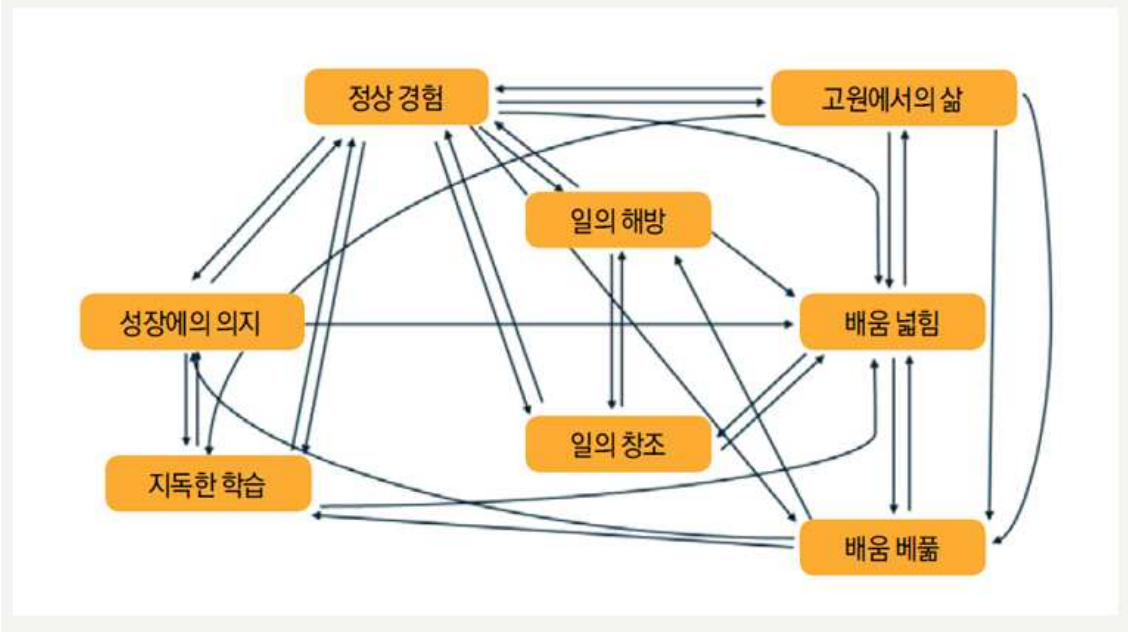 정상 경험
고원에서의 삶
일의 해방
성장에의 의지
배움 넓힘
일의 창조
지독한 학습
배움 베풂